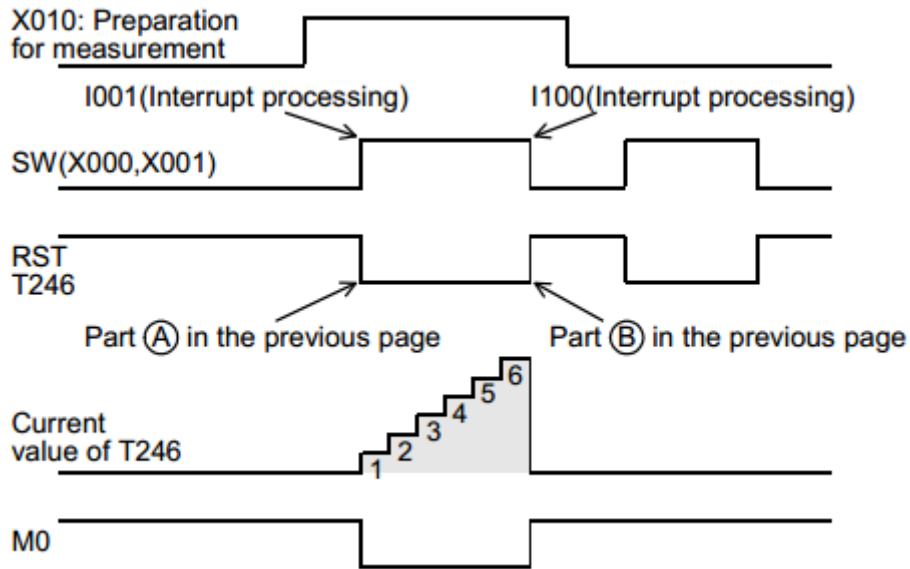 X010: Preparation
for measurement
I001(Interrupt processing)
I100(Interrupt processing)
SW(X000,X001)
RST
T246
Part Ⓐ in the previous page
Part Ⓑ in the previous page
6
5
4
3
2
1
Current
value of T246
M0